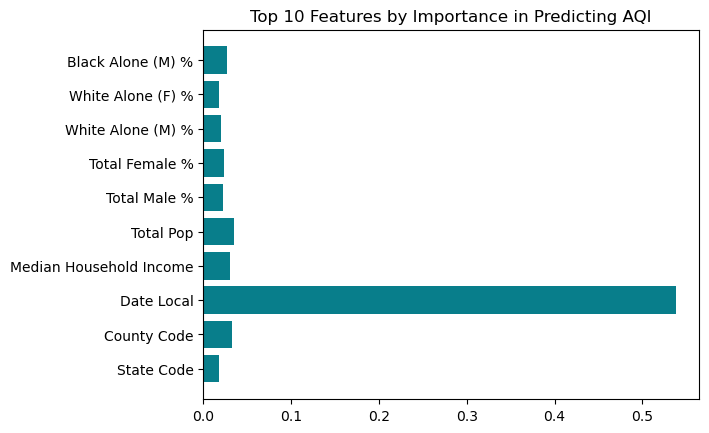 Top 10 Features by Importance in Predicting AQI
Black Alone (M) %
White Alone (F) %
White Alone (M) %
Total Female %
Total Male %
Total Pop
Median Household Income
Date Local
County Code
State Code
0.0 0.1 0.2 0.3 0.4 0.5